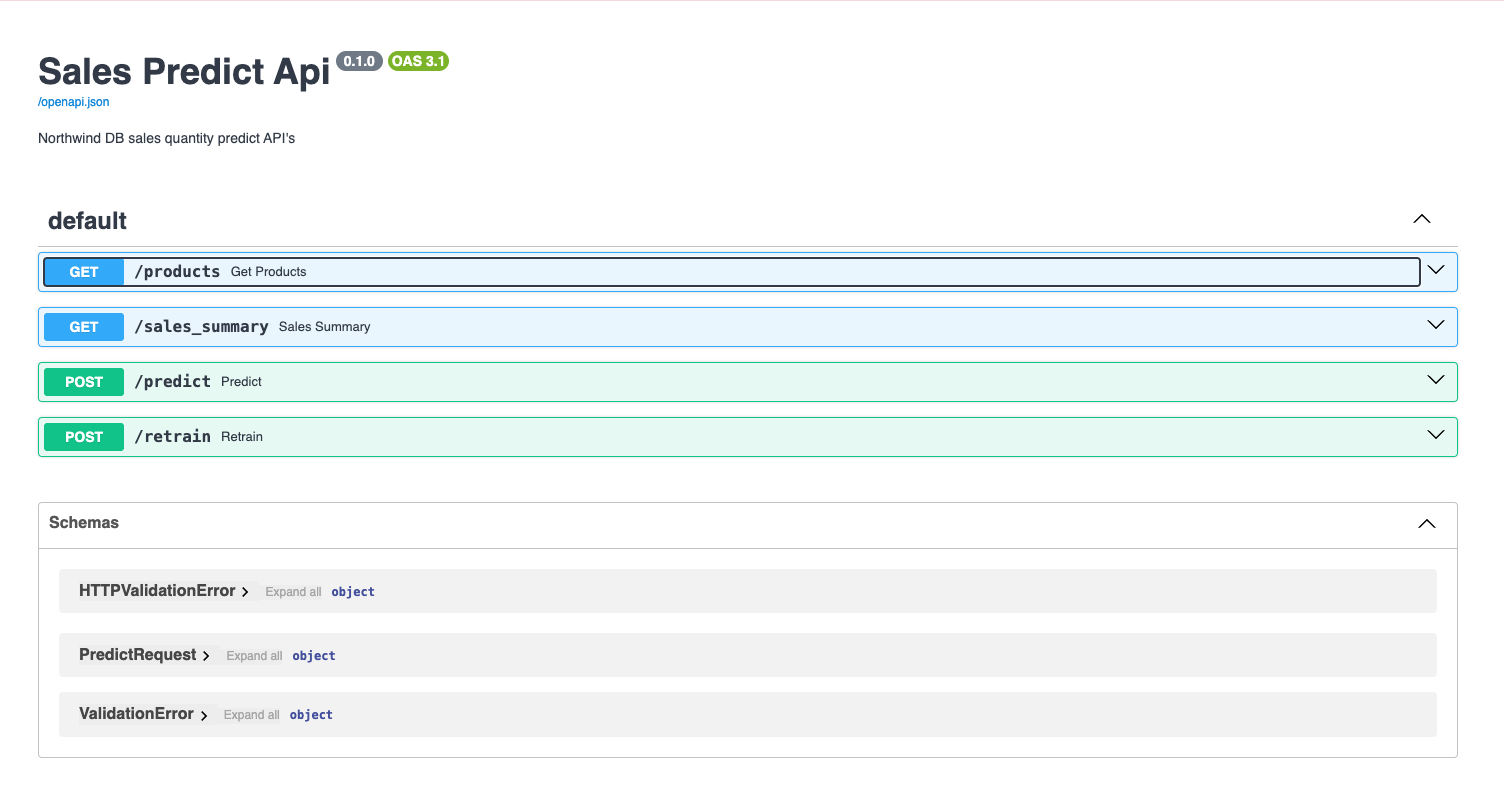 Sales Predict Api 0.1.0 OAS 3.1
/openapi.json
Northwind DB sales quantity predict API's
default
GET /products Get Products
GET /sales_summary Sales Summary
POST /predict Predict
POST /retrain Retrain
Schemas
HTTPValidationError Expand all object
PredictRequest Expand all object
ValidationError Expand all object